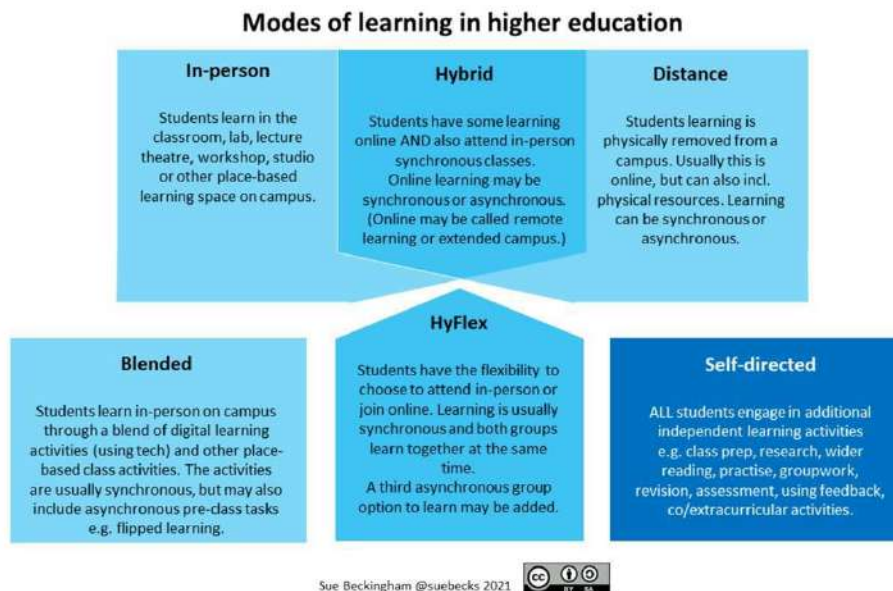 Modes of learning in higher education
In-person
Students learn in the
classroom, lab, lecture
theatre, workshop, studio
or other place-based
learning space on campus.
Hybrid
Students have some learning
online AND also attend in-person
synchronous classes.
Online learning may be
synchronous or asynchronous.
(Online may be called remote
learning or extended campus.)
Distance
Students learning is
physically removed from a
campus. Usually this is
online, but can also incl.
physical resources. Learning
can be synchronous or
asynchronous.
Blended
Students learn in-person on campus
through a blend of digital learning
activities (using tech) and other place-
based class activities. The activities
are usually synchronous, but may also
include asynchronous pre-class tasks
e.g. flipped learning.
HyFlex
Students have the flexibility to
choose to attend in-person or
join online. Learning is usually
synchronous and both groups
learn together at the same
time.
A third asynchronous group
option to learn may be added.
Self-directed
ALL students engage in additional
independent learning activities
e.g. class prep, research, wider
reading, practise, groupwork,
revision, assessment, using feedback,
co/extracurricular activities.
Sue Beckingham @suebecks 2021
cc
BY SA